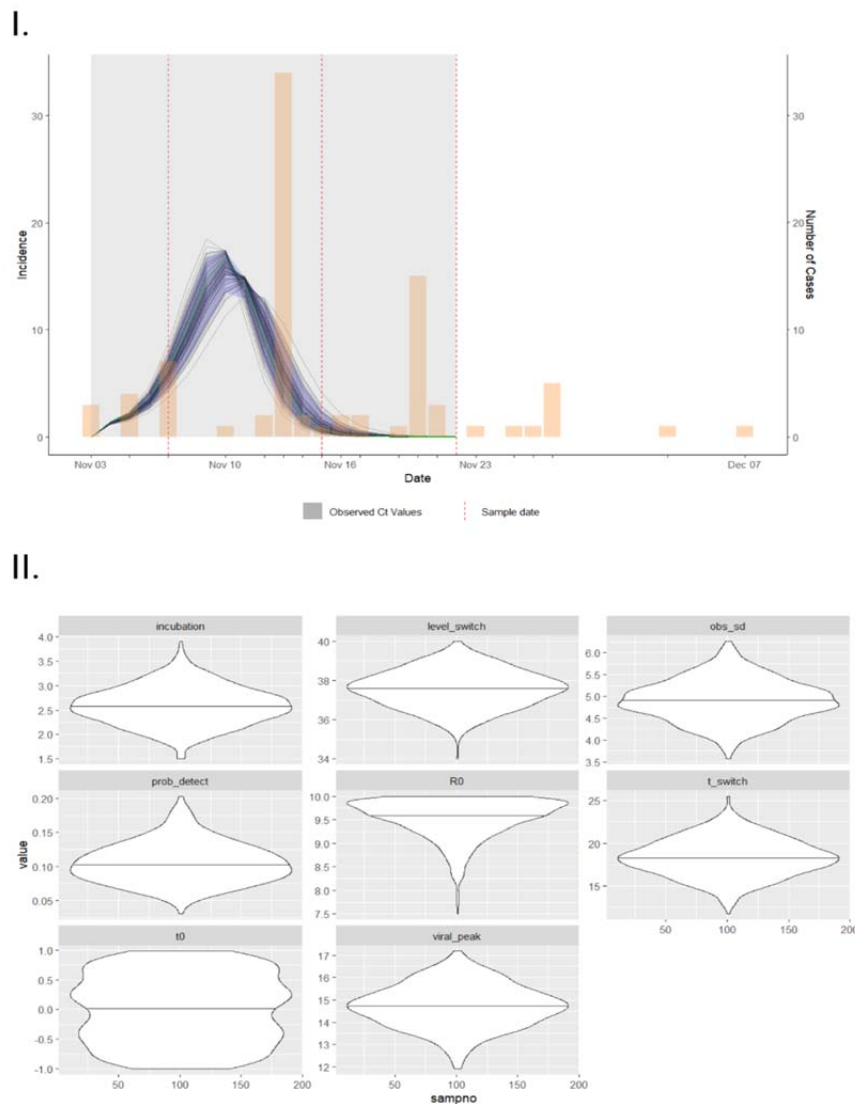 I.
30
20
10
0
Incidence
30
20
10
0
Number of Cases
Nov 03
Nov 10
Nov 16
Nov 23
Dec 07
Date
Observed Ct Values
Sample date
II.
incubation
level_switch
obs_sd
4.0
3.5
3.0
2.5
2.0
1.5
40
38
36
34
6.0
5.5
5.0
4.5
4.0
3.5
prob_detect
R0
t_switch
0.20
0.15
0.10
0.05
10.0
9.5
9.0
8.5
8.0
7.5
25
20
15
value
t0
viral_peak
50
100
150
200
1.0
0.5
0.0
-0.5
-1.0
17
16
15
14
13
12
50
100
150
200
50
100
150
200
sampno